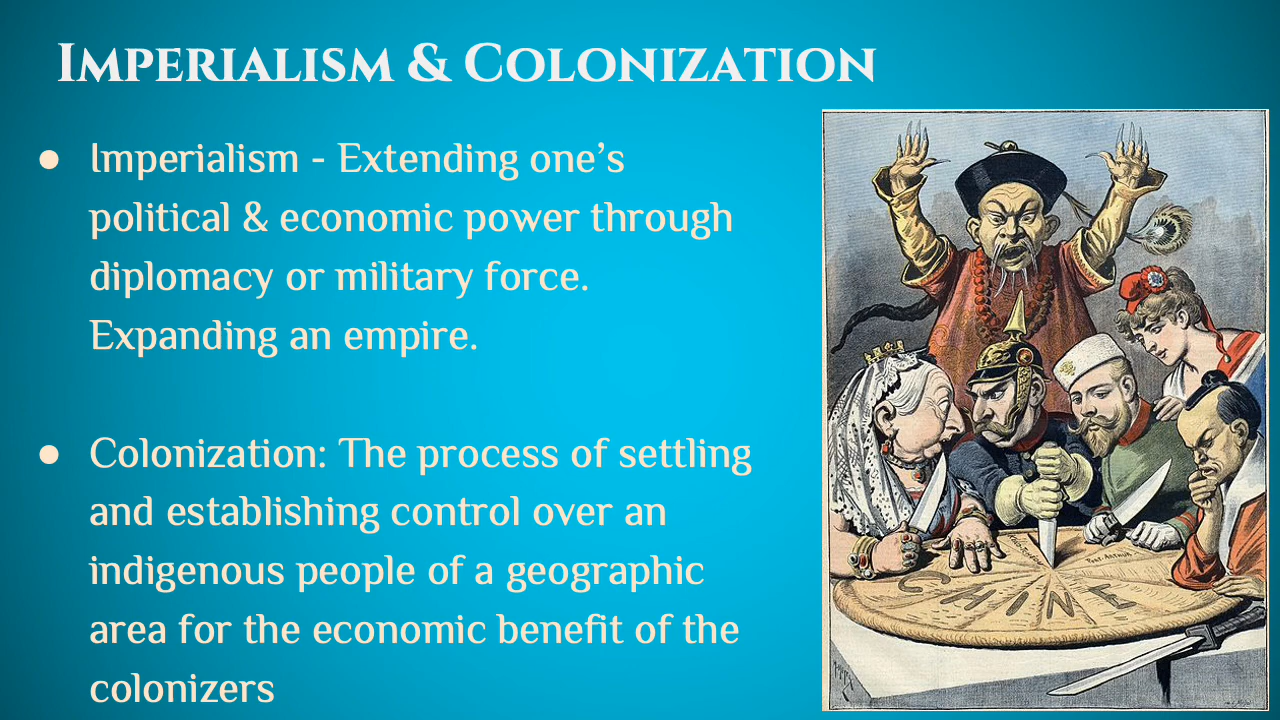 Imperialism & Colonization
● Imperialism - Extending one’s
political & economic power through
diplomacy or military force.
Expanding an empire.
● Colonization: The process of settling
and establishing control over an
indigenous people of a geographic
area for the economic benefit of the
colonizers
Port Arthur
CHINE